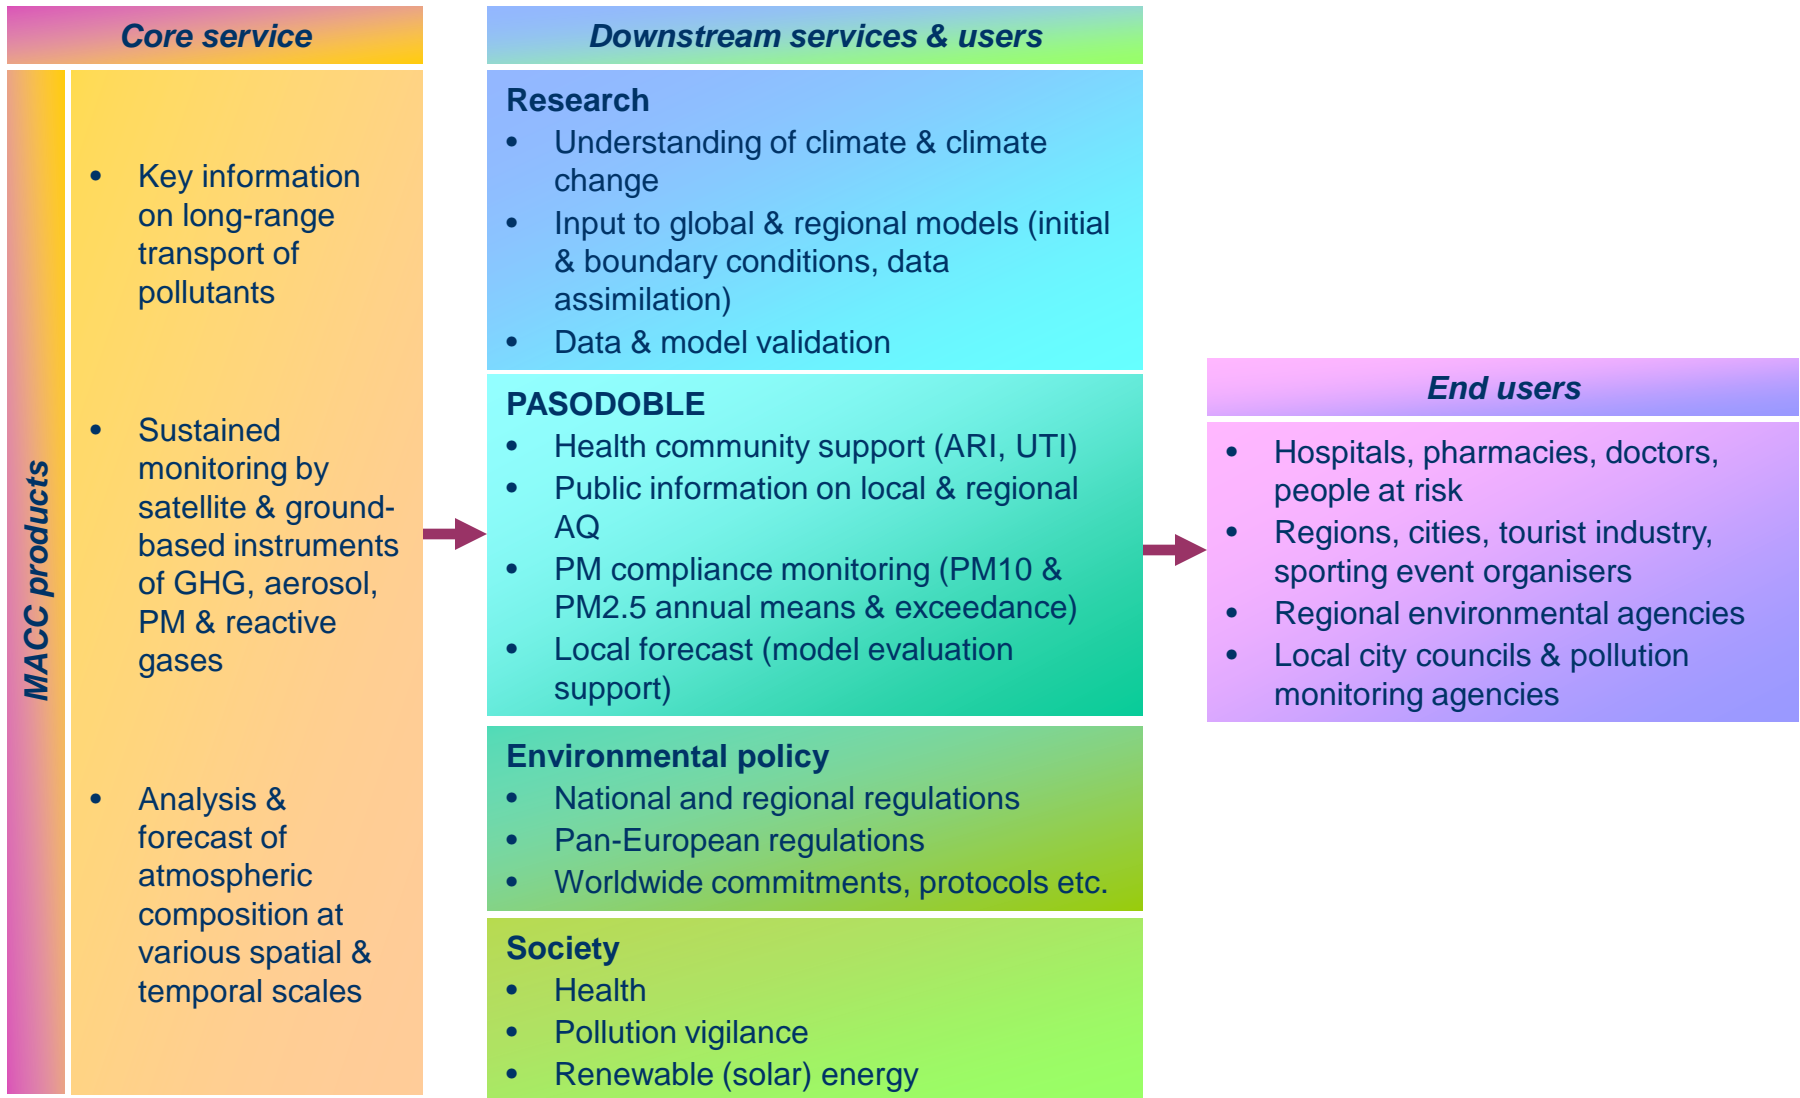 Core service
MACC products
• Key information
on long-range
transport of
pollutants
• Sustained
monitoring by
satellite & ground-
based instruments
of GHG, aerosol,
PM & reactive
gases
• Analysis &
forecast of
atmospheric
composition at
various spatial &
temporal scales
Downstream services & users
Research
• Understanding of climate & climate
change
• Input to global & regional models (initial
& boundary conditions, data
assimilation)
• Data & model validation
PASODOBLE
• Health community support (ARI, UTI)
• Public information on local & regional
AQ
• PM compliance monitoring (PM10 &
PM2.5 annual means & exceedance)
• Local forecast (model evaluation
support)
Environmental policy
• National and regional regulations
• Pan-European regulations
• Worldwide commitments, protocols etc.
Society
• Health
• Pollution vigilance
• Renewable (solar) energy
End users
• Hospitals, pharmacies, doctors,
people at risk
• Regions, cities, tourist industry,
sporting event organisers
• Regional environmental agencies
• Local city councils & pollution
monitoring agencies